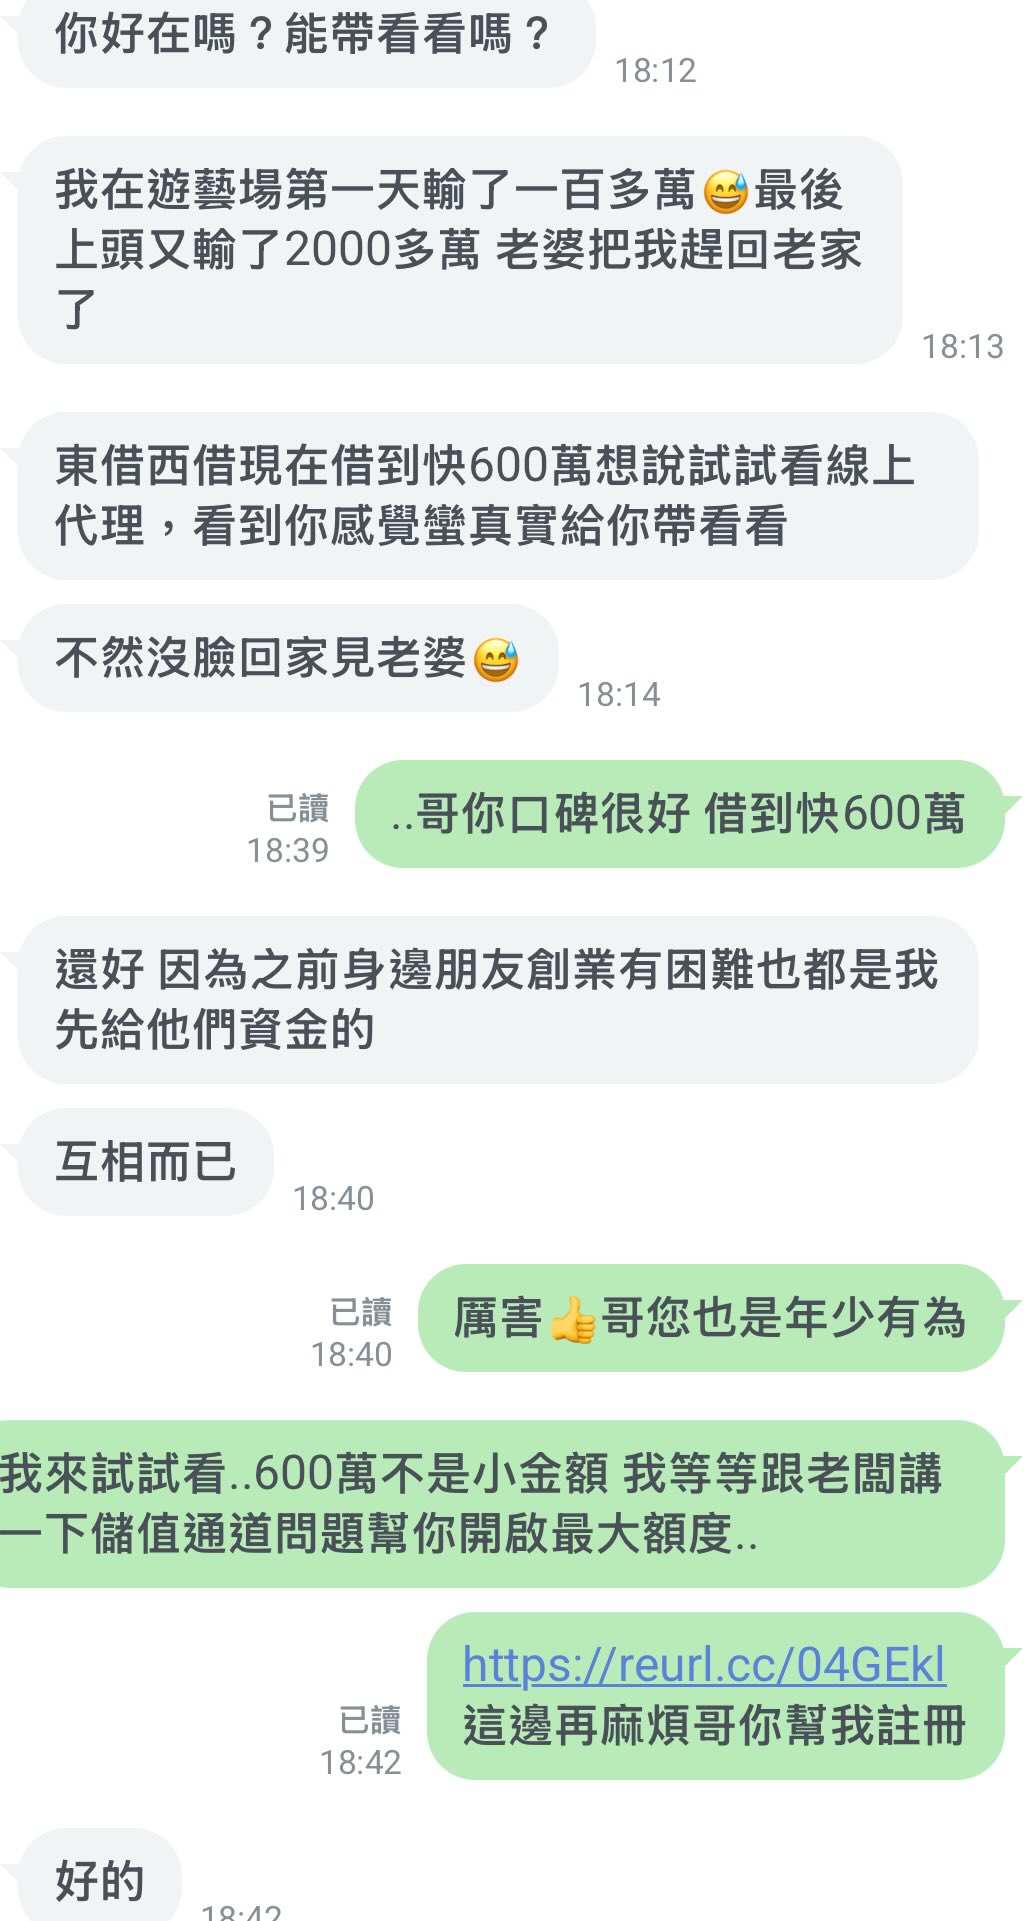 你好在嗎？能帶看看嗎？
18:12
我在遊藝場第一天輸了一百多萬😅最後
上頭又輸了2000多萬 老婆把我趕回老家
了
18:13
東借西借現在借到快600萬想說試試看線上
代理，看到你感覺蠻真實給你帶看看
不然沒臉回家見老婆😅
18:14
..哥你口碑很好 借到快600萬
已讀
18:39
還好 因為之前身邊朋友創業有困難也都是我
先給他們資金的
互相而已
18:40
厲害👍哥您也是年少有為
已讀
18:40
我來試試看..600萬不是小金額 我等等跟老闆講
一下儲值通道問題幫你開啟最大額度..
https://reurl.cc/04GEkl
這邊再麻煩哥你幫我註冊
已讀
18:42
好的
18:42